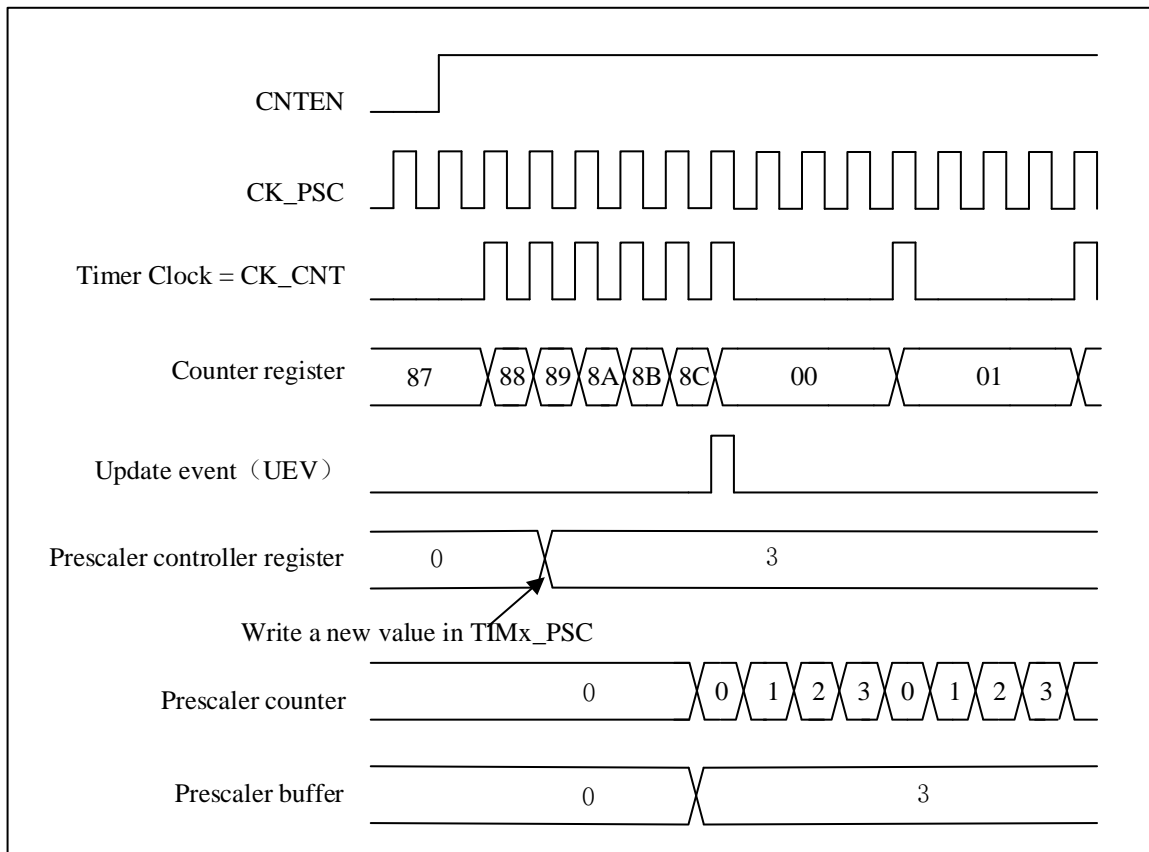 CNTEN
CK_PSC
Timer Clock = CK_CNT
Counter register
87 88 89 8A 8B 8C 00 01
Update event（UEV）
Prescaler controller register
0 3
Write a new value in TIMx_PSC
Prescaler counter
0 0 1 2 3 0 1 2 3
Prescaler buffer
0 3